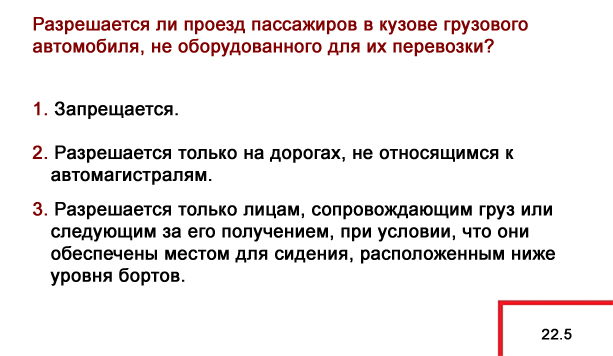 Разрешается ли проезд пассажиров в кузове грузового
автомобиля, не оборудованного для их перевозки?
1. Запрещается.
2. Разрешается только на дорогах, не относящимся к
автомагистралям.
3. Разрешается только лицам, сопровождающим груз или
следующим за его получением, при условии, что они
обеспечены местом для сидения, расположенным ниже
уровня бортов.
22.5